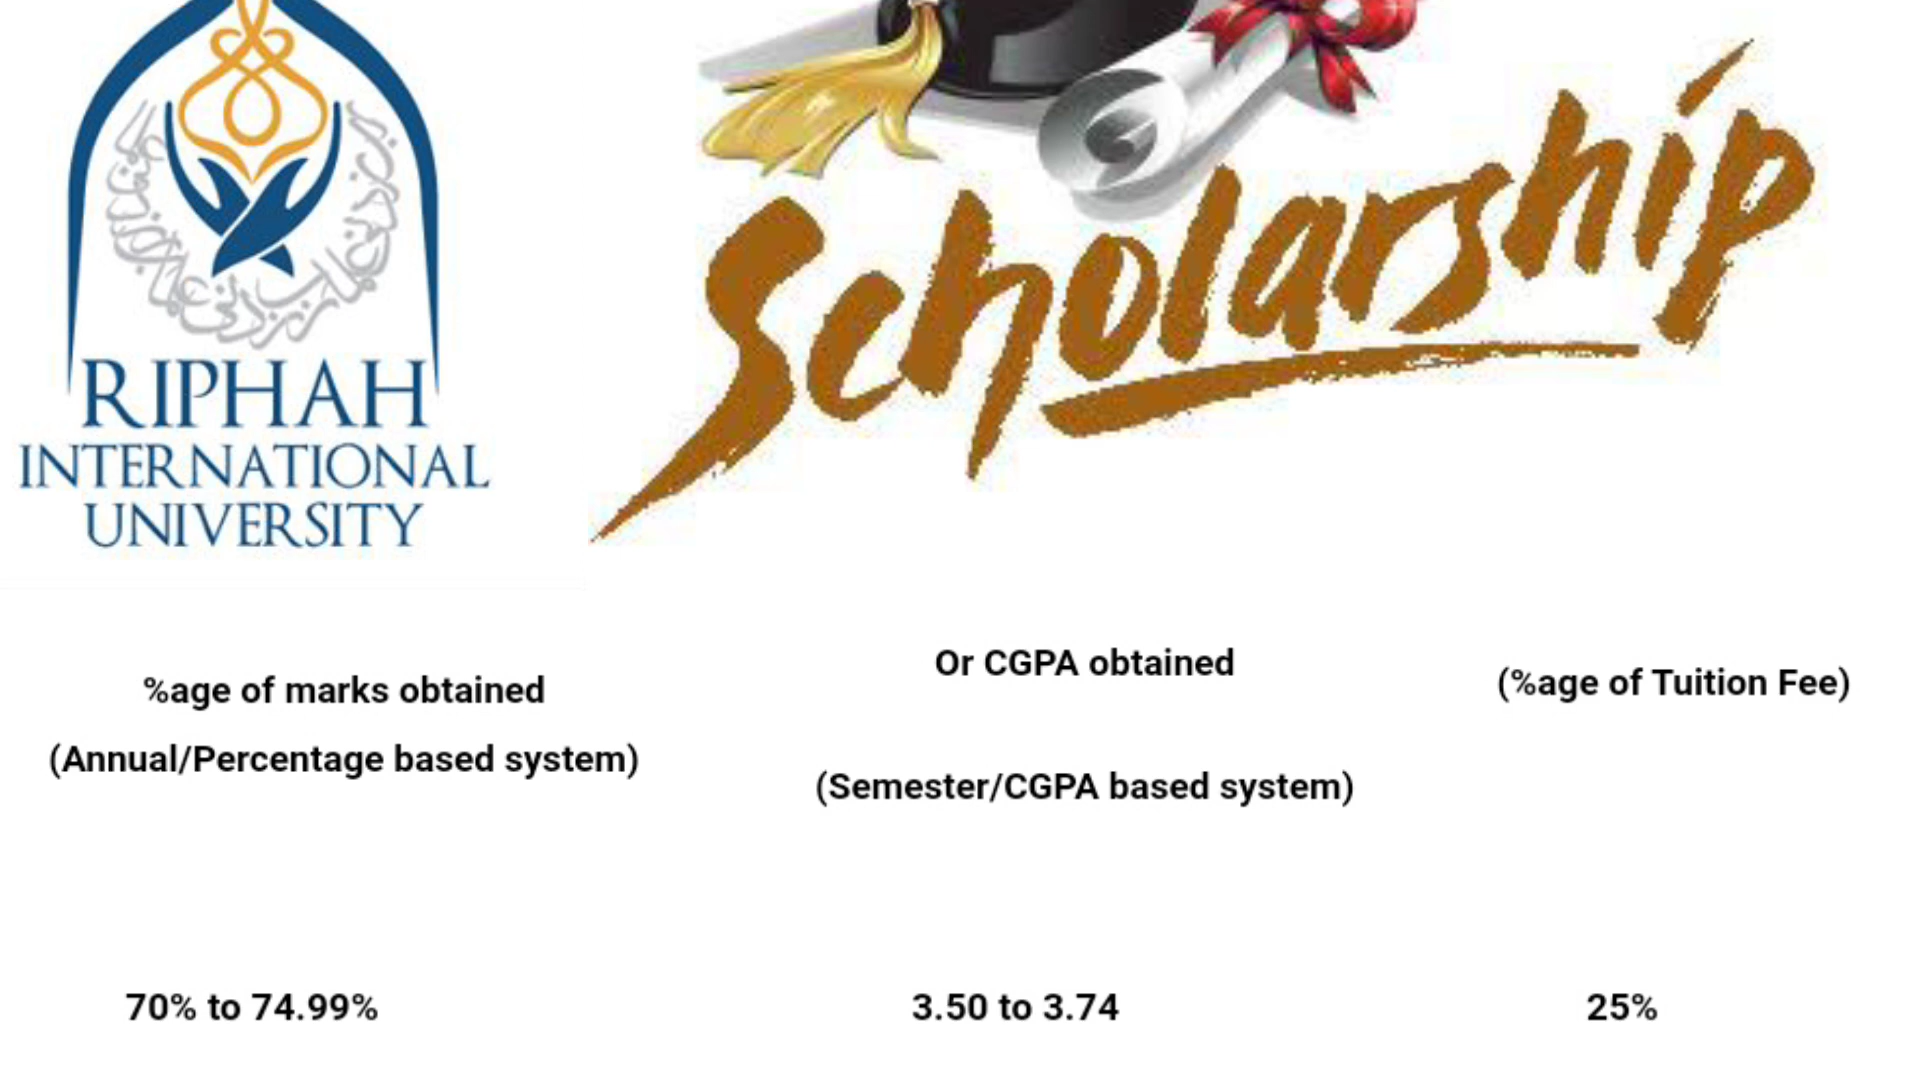 RIPHAH
INTERNATIONAL
UNIVERSITY
Scholarship
%age of marks obtained
(Annual/Percentage based system)
Or CGPA obtained
(Semester/CGPA based system)
(%age of Tuition Fee)
70% to 74.99%
3.50 to 3.74
25%